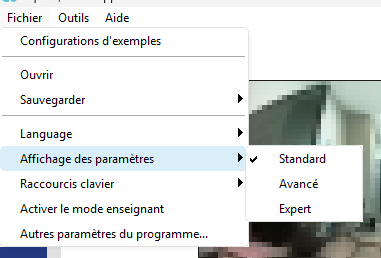 Fichier Outils Aide
Configurations d'exemples
Ouvrir
Sauvegarder
Language
Affichage des paramètres
Standard
Raccourcis clavier
Avancé
Activer le mode enseignant
Expert
Autres paramètres du programme...